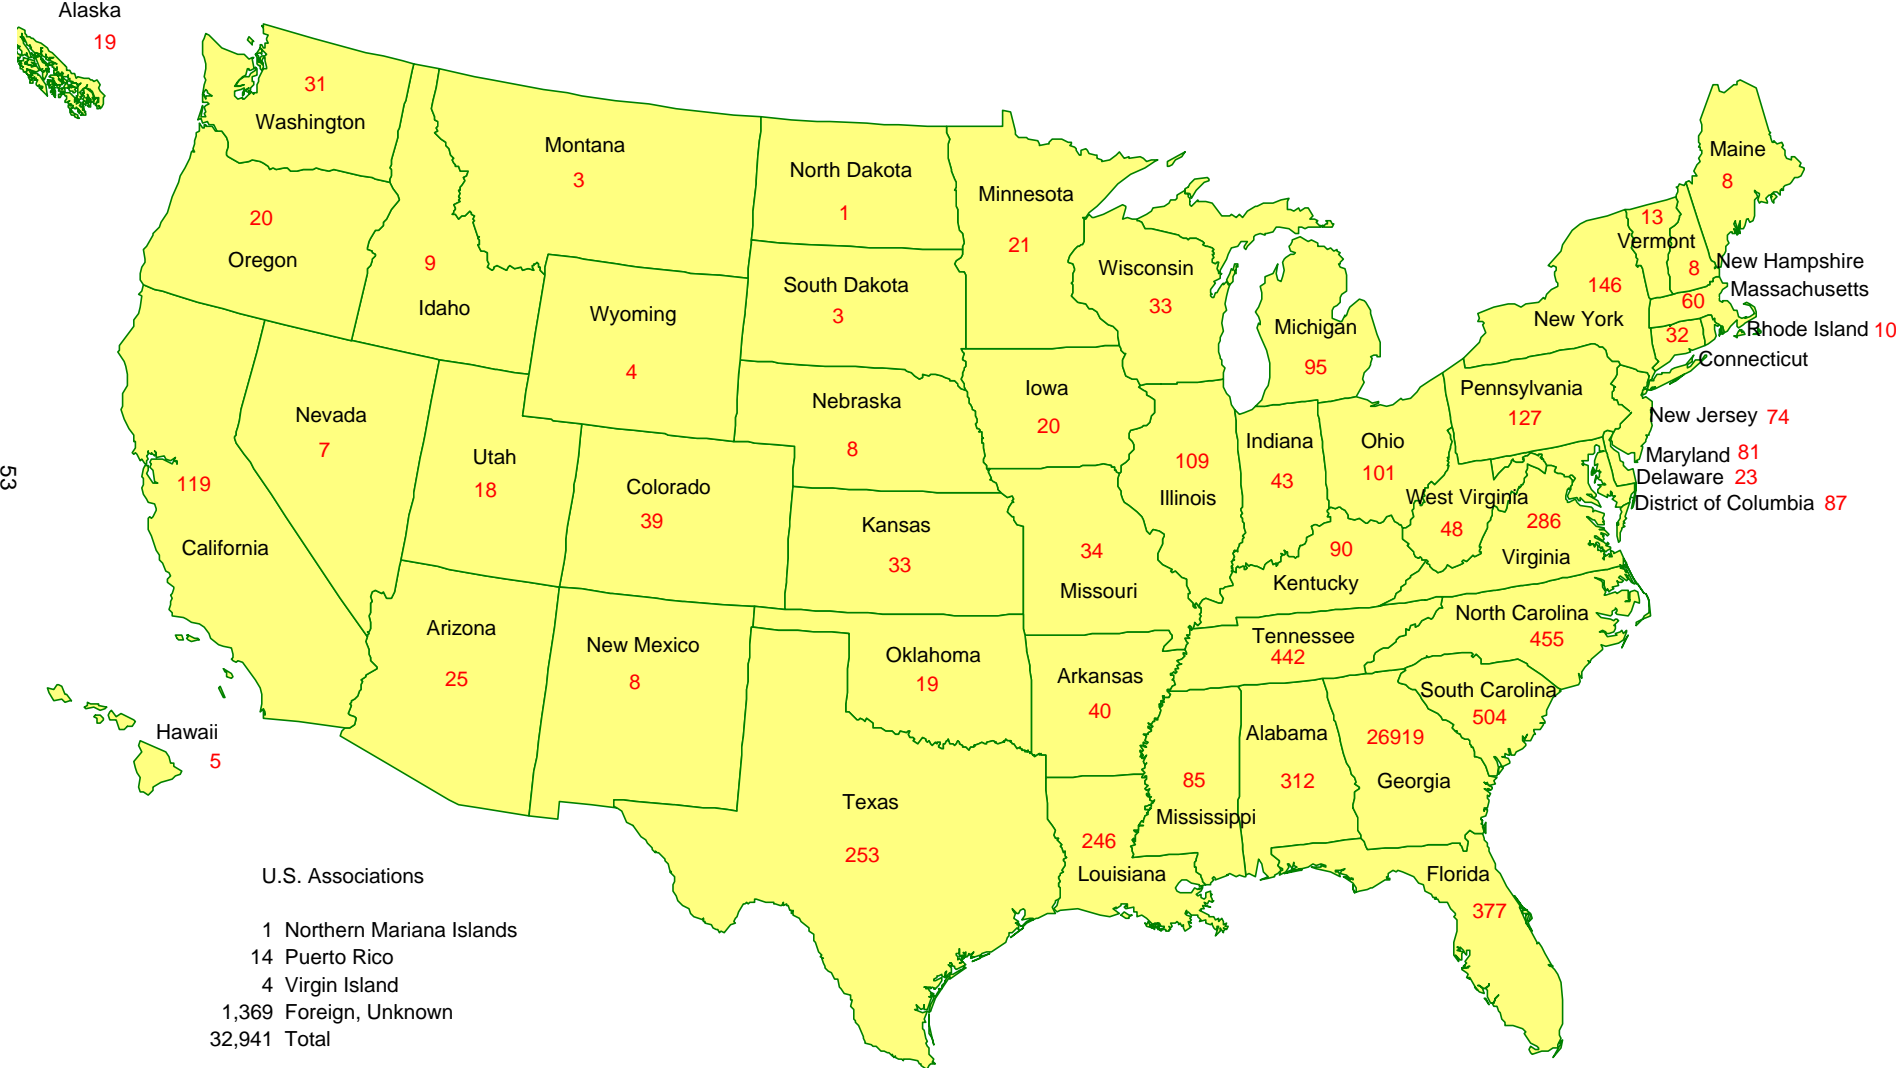 Alaska
19
31
Washington
Montana
3
North Dakota
1
Minnesota
21
Maine
8
20
Oregon
9
Idaho
Wyoming
4
South Dakota
3
Wisconsin
33
Michigan
95
13
Vermont
8
New Hampshire
146
New York
60
Massachusetts
32
Rhode Island 10
Connecticut
Nevada
7
Utah
18
Nebraska
8
Iowa
20
109
Illinois
Indiana
43
Ohio
101
Pennsylvania
127
New Jersey 74
Maryland 81
Delaware 23
District of Columbia 87
53
119
California
Colorado
39
Kansas
33
34
Missouri
90
Kentucky
West Virginia
48
286
Virginia
Arizona
25
New Mexico
8
Oklahoma
19
Arkansas
40
Tennessee
442
North Carolina
455
South Carolina
504
Hawaii
5
Texas
253
246
Louisiana
85
Mississippi
Alabama
312
26919
Georgia
Florida
377
U.S. Associations
1 Northern Mariana Islands
14 Puerto Rico
4 Virgin Island
1,369 Foreign, Unknown
32,941 Total